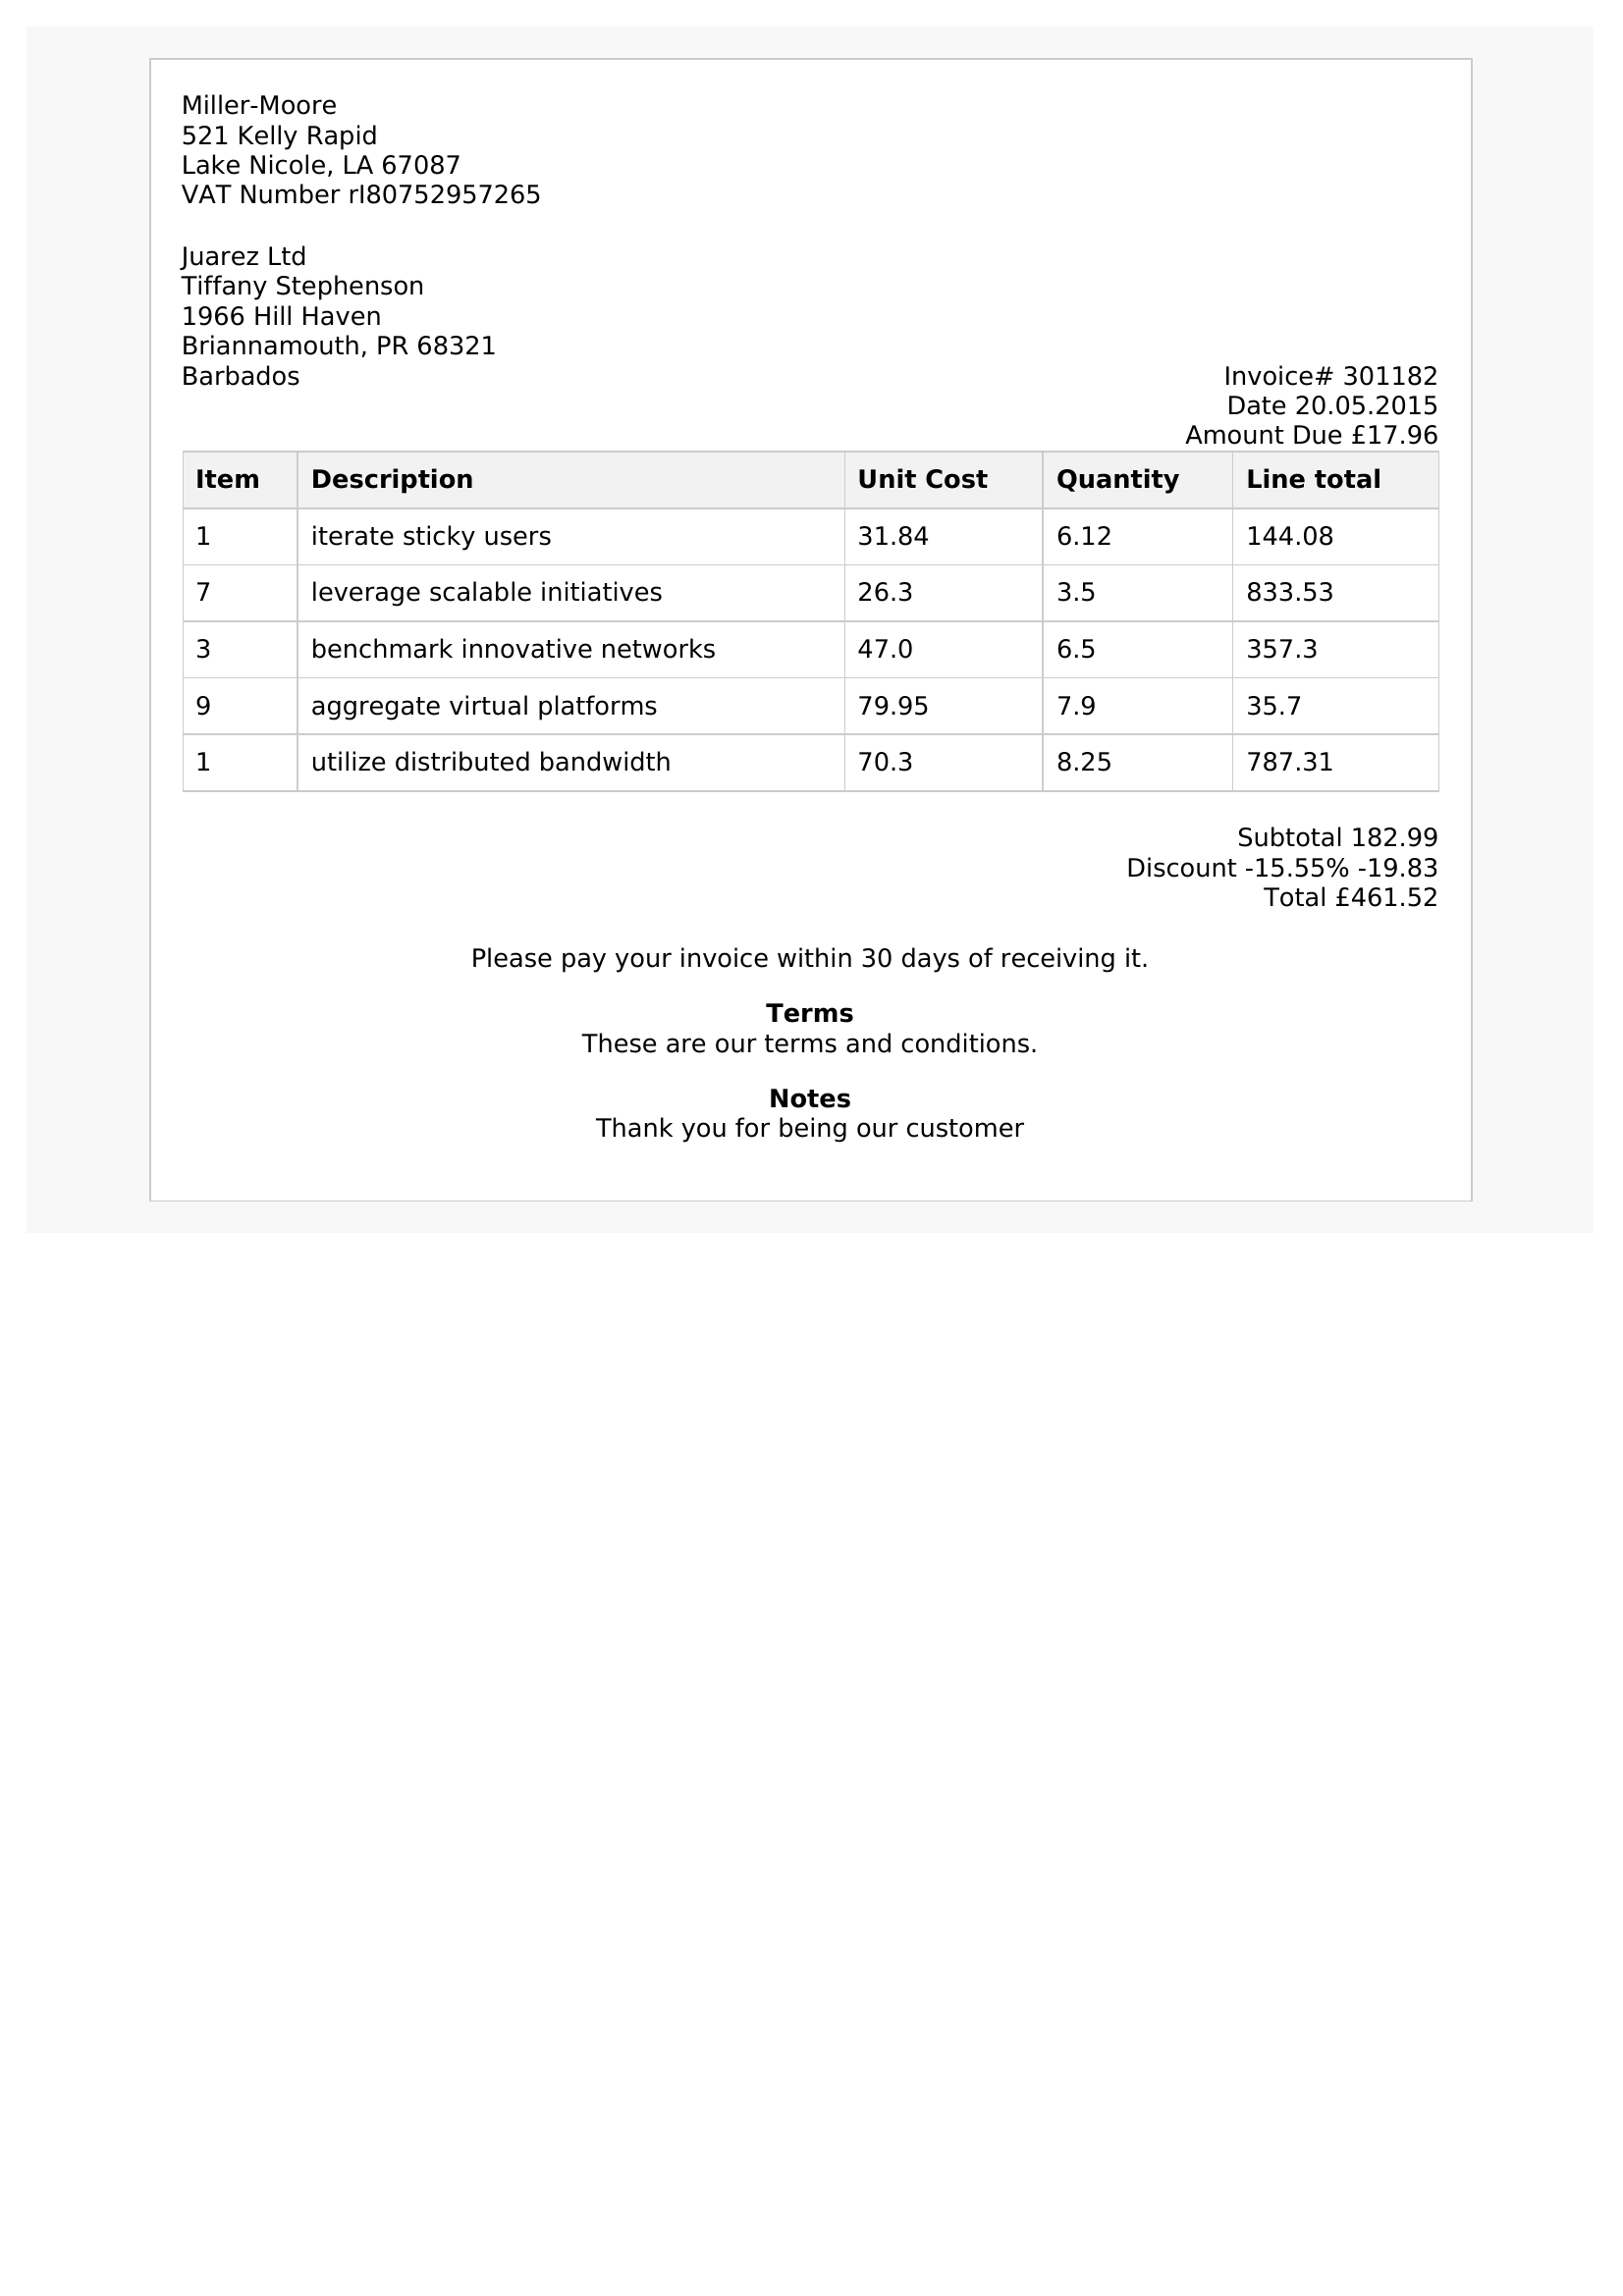 Miller-Moore
521 Kelly Rapid
Lake Nicole, LA 67087
VAT Number rI80752957265
Juarez Ltd
Tiffany Stephenson
1966 Hill Haven
Briannamouth, PR 68321
Barbados
Invoice# 301182
Date 20.05.2015
Amount Due £17.96
Item Description Unit Cost Quantity Line total
1 iterate sticky users 31.84 6.12 144.08
7 leverage scalable initiatives 26.3 3.5 833.53
3 benchmark innovative networks 47.0 6.5 357.3
9 aggregate virtual platforms 79.95 7.9 35.7
1 utilize distributed bandwidth 70.3 8.25 787.31
Subtotal 182.99
Discount -15.55% -19.83
Total £461.52
Please pay your invoice within 30 days of receiving it.
Terms
These are our terms and conditions.
Notes
Thank you for being our customer